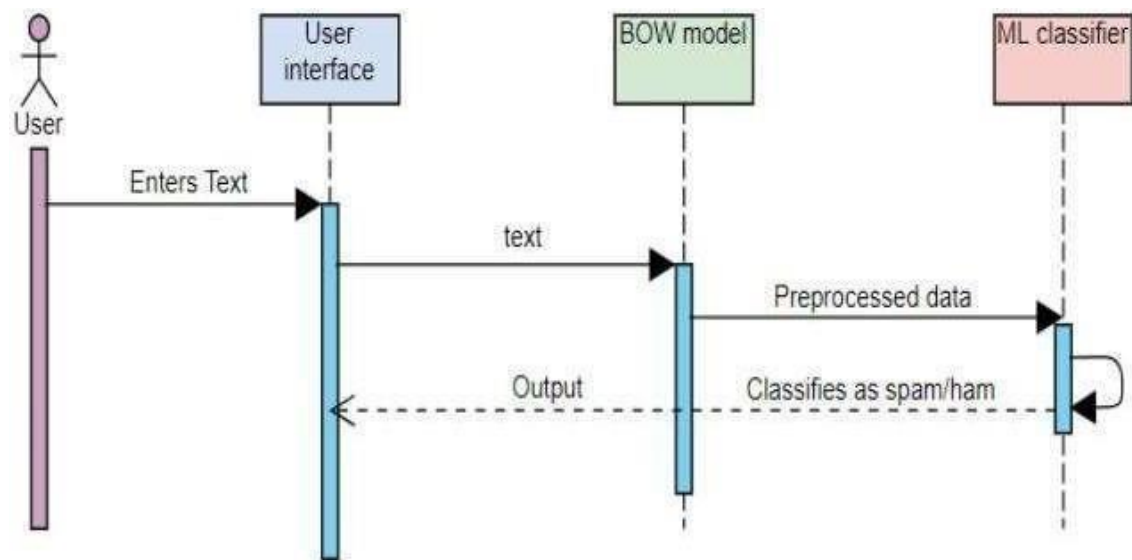 User
interface
BOW model
ML classifier
User
Enters Text
text
Preprocessed data
Output
Classifies as spam/ham